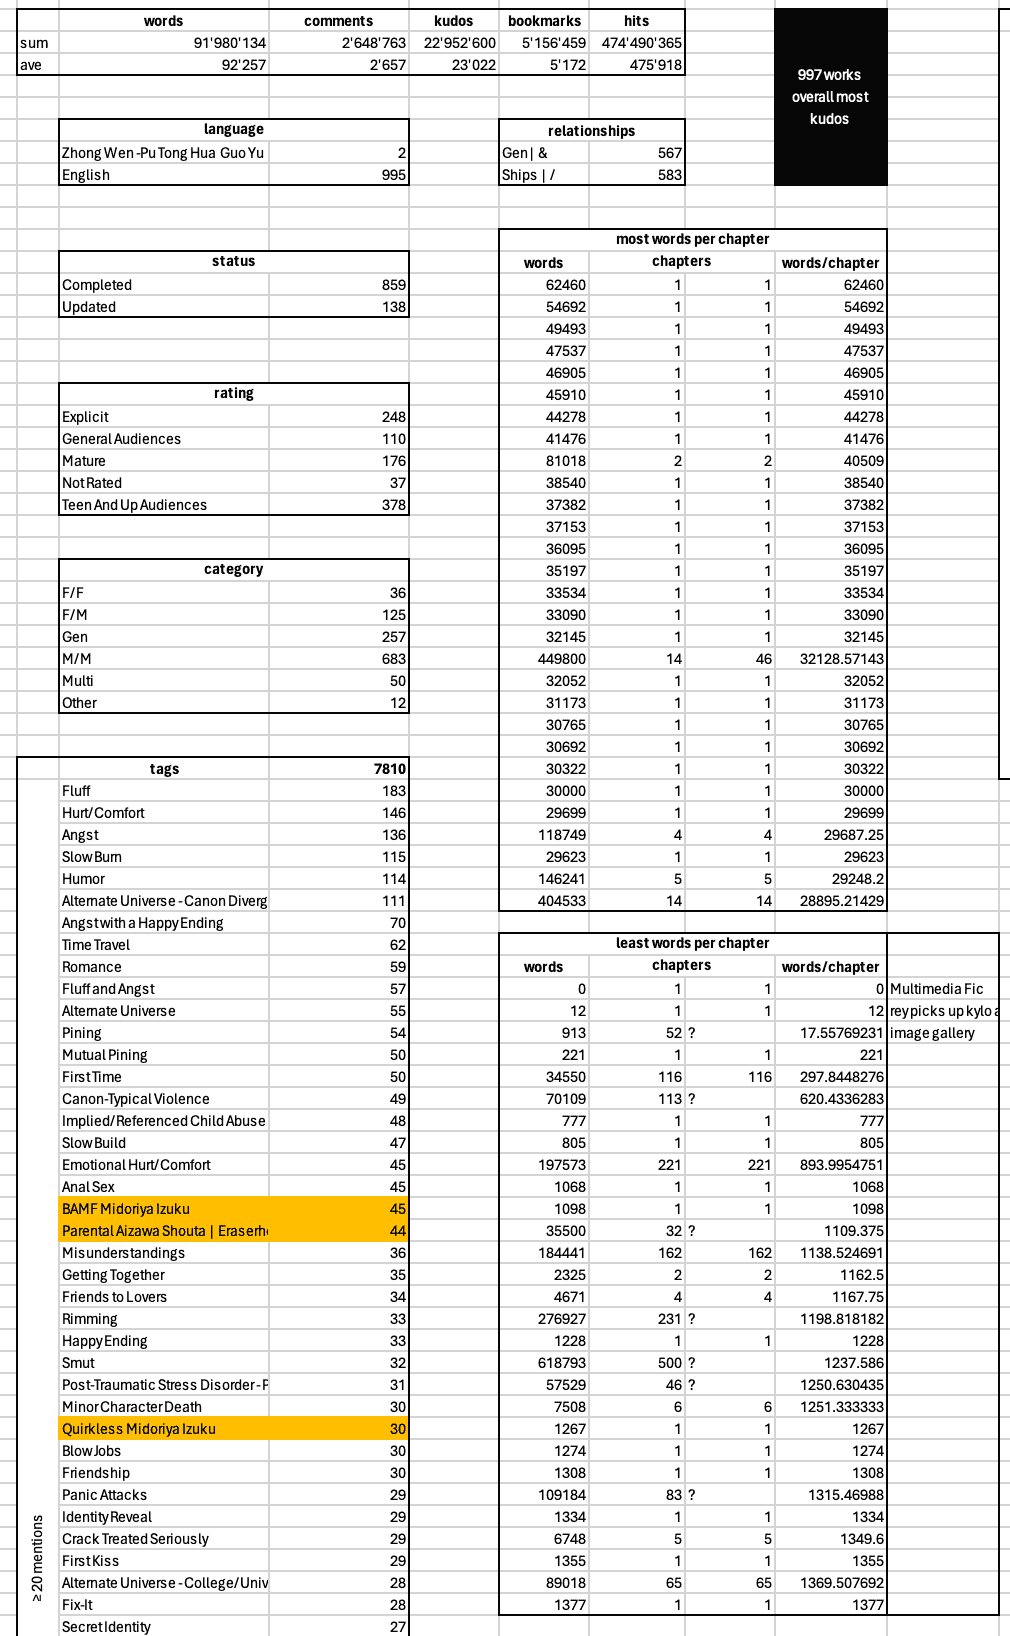 words comments kudos bookmarks hits
sum 91'980'134 2'648'763 22'952'600 5'156'459 474'490'365
ave 92'257 2'657 23'022 5'172 475'918
997 works
overall most
kudos
language
Zhong Wen - Pu Tong Hua Guo Yu 2
English 995
relationships
Gen | & 567
Ships | / 583
status
Completed 859
Updated 138
rating
Explicit 248
General Audiences 110
Mature 176
Not Rated 37
Teen And Up Audiences 378
category
F/F 36
F/M 125
Gen 257
M/M 683
Multi 50
Other 12
tags 7810
≥ 20 mentions
Fluff 183
Hurt/Comfort 146
Angst 136
Slow Burn 115
Humor 114
Alternate Universe - Canon Diverg 111
Angst with a Happy Ending 70
Time Travel 62
Romance 59
Fluff and Angst 57
Alternate Universe 55
Pining 54
Mutual Pining 50
First Time 50
Canon-Typical Violence 49
Implied/Referenced Child Abuse 48
Slow Build 47
Emotional Hurt/Comfort 45
Anal Sex 45
BAMF Midoriya Izuku 45
Parental Aizawa Shouta | Eraserhe 44
Misunderstandings 36
Getting Together 35
Friends to Lovers 34
Rimming 33
Happy Ending 33
Smut 32
Post-Traumatic Stress Disorder - P 31
Minor Character Death 30
Quirkless Midoriya Izuku 30
Blow Jobs 30
Friendship 30
Panic Attacks 29
Identity Reveal 29
Crack Treated Seriously 29
First Kiss 29
Alternate Universe - College/Univ 28
Fix-It 28
Secret Identity 27
most words per chapter
words chapters words/chapter
62460 1 1 62460
54692 1 1 54692
49493 1 1 49493
47537 1 1 47537
46905 1 1 46905
45910 1 1 45910
44278 1 1 44278
41476 1 1 41476
81018 2 2 40509
38540 1 1 38540
37382 1 1 37382
37153 1 1 37153
36095 1 1 36095
35197 1 1 35197
33534 1 1 33534
33090 1 1 33090
32145 1 1 32145
449800 14 46 32128.57143
32052 1 1 32052
31173 1 1 31173
30765 1 1 30765
30692 1 1 30692
30322 1 1 30322
30000 1 1 30000
29699 1 1 29699
118749 4 4 29687.25
29623 1 1 29623
146241 5 5 29248.2
404533 14 14 28895.21429
least words per chapter
words chapters words/chapter
0 1 1 0 Multimedia Fic
12 1 1 12 rey picks up kylo a
913 52 ? 17.55769231 image gallery
221 1 1 221
34550 116 116 297.8448276
70109 113 ? 620.4336283
777 1 1 777
805 1 1 805
197573 221 221 893.9954751
1068 1 1 1068
1098 1 1 1098
35500 32 ? 1109.375
184441 162 162 1138.524691
2325 2 2 1162.5
4671 4 4 1167.75
276927 231 ? 1198.818182
1228 1 1 1228
618793 500 ? 1237.586
57529 46 ? 1250.630435
7508 6 6 1251.333333
1267 1 1 1267
1274 1 1 1274
1308 1 1 1308
109184 83 ? 1315.46988
1334 1 1 1334
6748 5 5 1349.6
1355 1 1 1355
89018 65 65 1369.507692
1377 1 1 1377